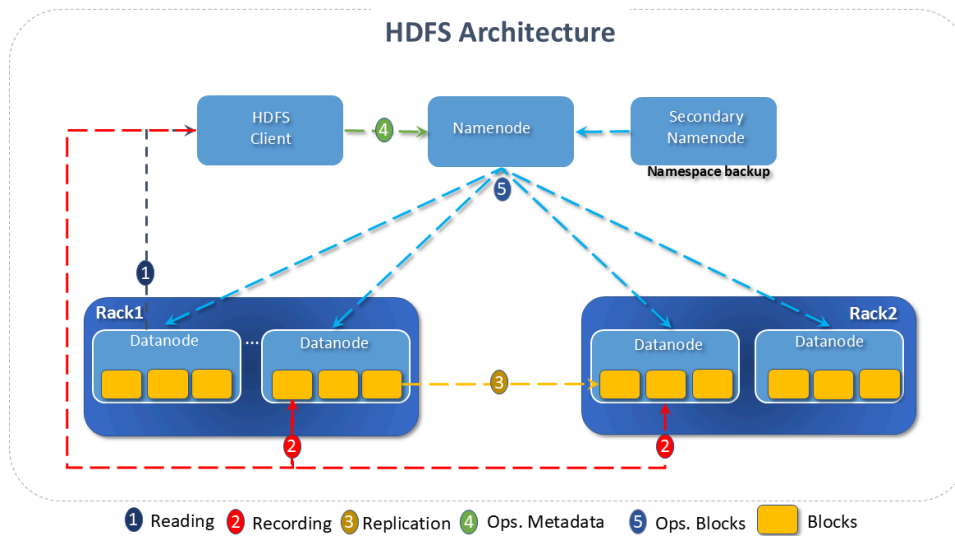 HDFS Architecture
HDFS
Client
4
Namenode
Secondary
Namenode
Namespace backup
5
1
Rack1
Datanode
...
Datanode
3
Rack2
Datanode
Datanode
2
2
1 Reading
2 Recording
3 Replication
4 Ops. Metadata
5 Ops. Blocks
Blocks